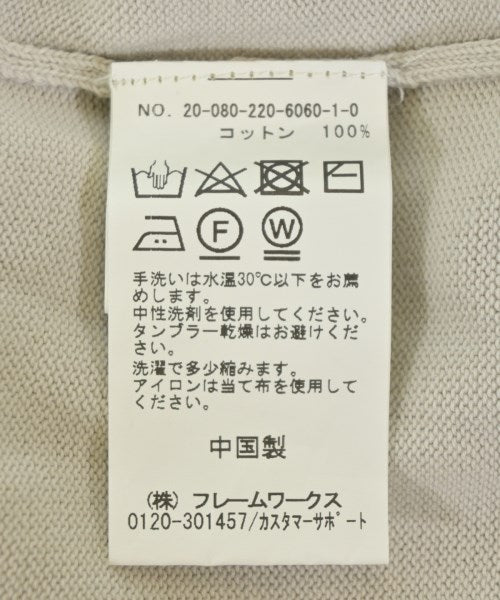 NO. 20-080-220-6060-1-0
コットン 100%
F W
手洗いは水温30℃以下をお薦
めします。
中性洗剤を使用してください。
タンブラー乾燥はお避けくだ
さい。
洗濯で多少縮みます。
アイロンは当て布を使用して
ください。
中国製
(株) フレームワークス
0120-301457/カスタマーサポート